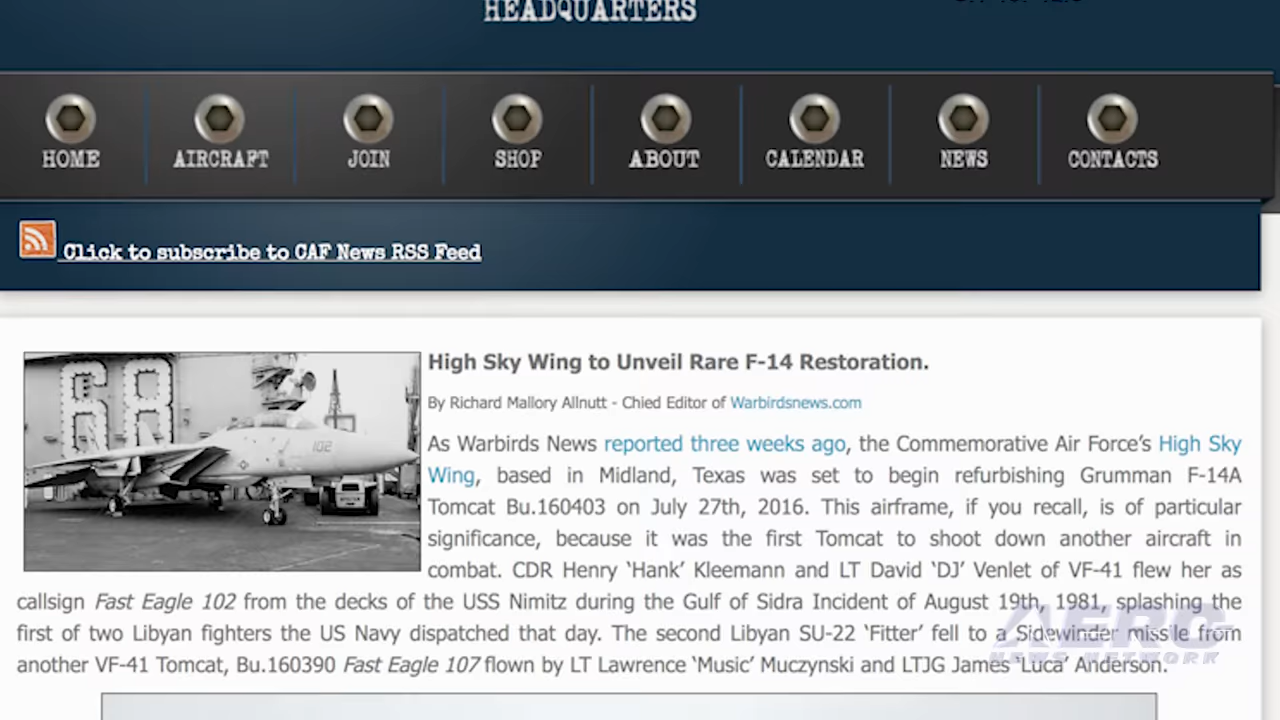 HEADQUARTERS
HOME
AIRCRAFT
JOIN
SHOP
ABOUT
CALENDAR
NEWS
CONTACTS
Click to subscribe to CAF News RSS Feed
68
102
High Sky Wing to Unveil Rare F-14 Restoration.
By Richard Mallory Allnutt - Chied Editor of Warbirdsnews.com
As Warbirds News reported three weeks ago, the Commemorative Air Force's High Sky
Wing, based in Midland, Texas was set to begin refurbishing Grumman F-14A
Tomcat Bu.160403 on July 27th, 2016. This airframe, if you recall, is of particular
significance, because it was the first Tomcat to shoot down another aircraft in
combat. CDR Henry ‘Hank’ Kleemann and LT David ‘DJ’ Venlet of VF-41 flew her as
callsign Fast Eagle 102 from the decks of the USS Nimitz during the Gulf of Sidra Incident of August 19th, 1981, splashing the
first of two Libyan fighters the US Navy dispatched that day. The second Libyan SU-22 ‘Fitter’ fell to a Sidewinder missile from
another VF-41 Tomcat, Bu.160390 Fast Eagle 107 flown by LT Lawrence ‘Music’ Muczynski and LTJG James ‘Luca’ Anderson.
AERO
NEWS NETWORK